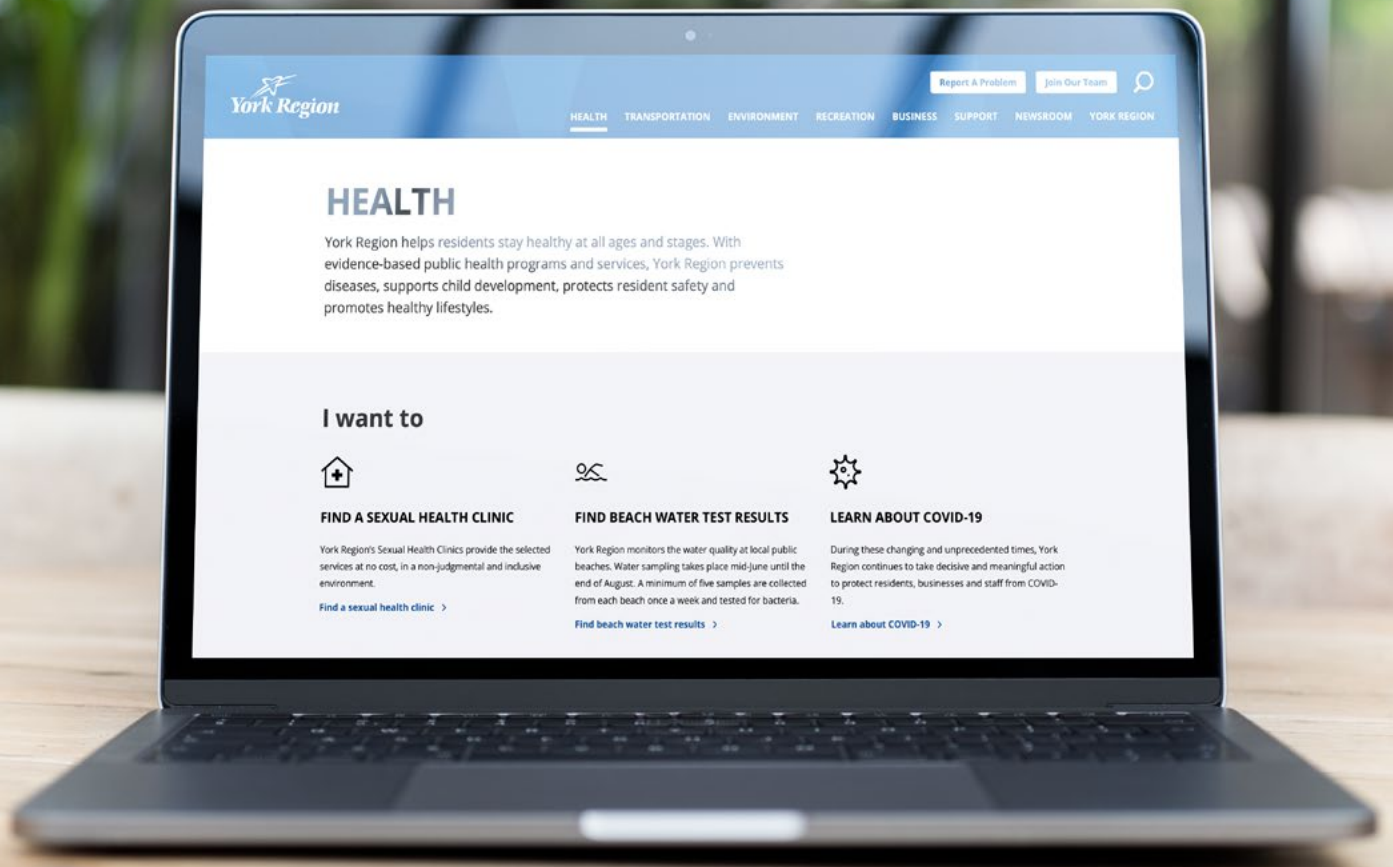 York Region
Report A Problem
Join Our Team
HEALTH TRANSPORTATION ENVIRONMENT RECREATION BUSINESS SUPPORT NEWSROOM YORK REGION
HEALTH
York Region helps residents stay healthy at all ages and stages. With
evidence-based public health programs and services, York Region prevents
diseases, supports child development, protects resident safety and
promotes healthy lifestyles.
I want to
FIND A SEXUAL HEALTH CLINIC
York Region's Sexual Health Clinics provide the selected
services at no cost, in a non-judgmental and inclusive
environment.
Find a sexual health clinic >
FIND BEACH WATER TEST RESULTS
York Region monitors the water quality at local public
beaches. Water sampling takes place mid-June until the
end of August. A minimum of five samples are collected
from each beach once a week and tested for bacteria.
Find beach water test results >
LEARN ABOUT COVID-19
During these changing and unprecedented times, York
Region continues to take decisive and meaningful action
to protect residents, businesses and staff from COVID-
19.
Learn about COVID-19 >